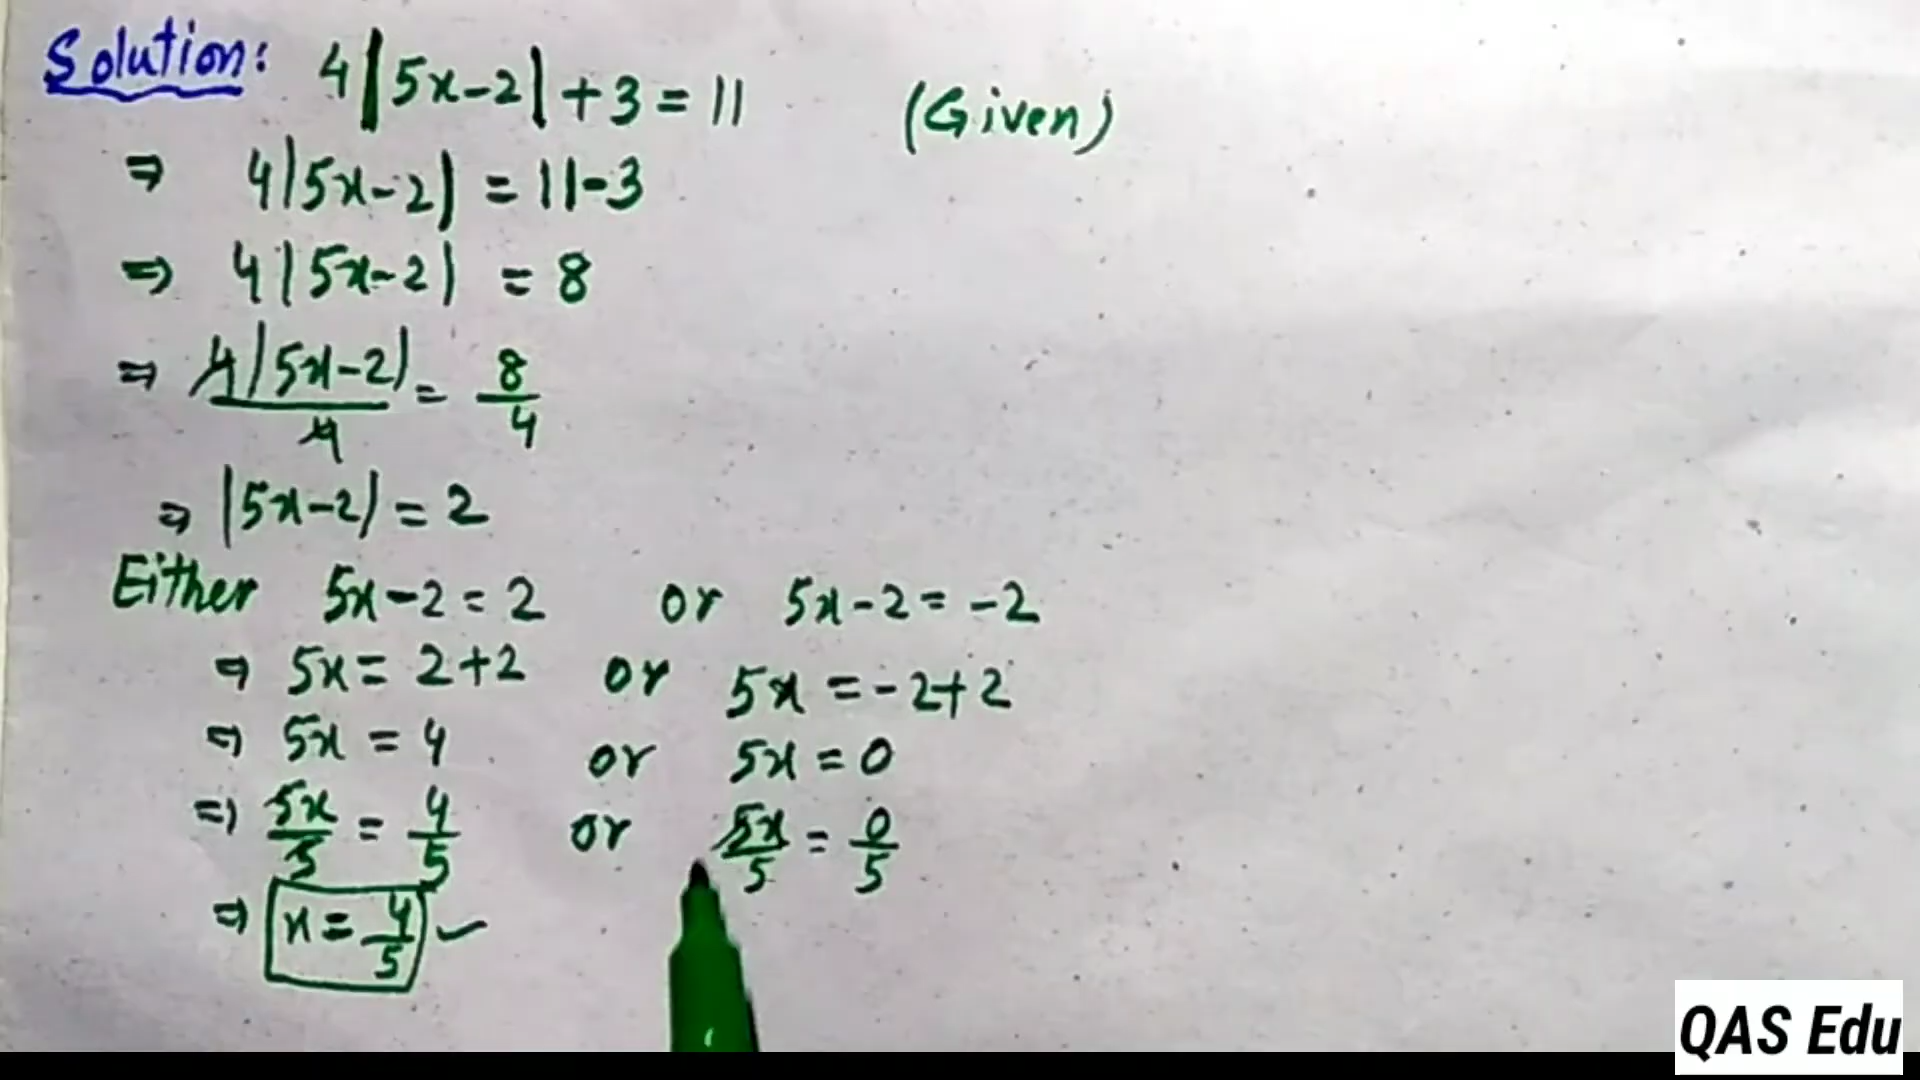 Solution: 4|5x-2|+3=11 (Given)
⇒ 4|5x-2| = 11-3
⇒ 4|5x-2| = 8
⇒ 4|5x-2|/4 = 8/4
⇒ |5x-2| = 2
Either 5x-2=2 or 5x-2=-2
⇒ 5x = 2+2 or 5x = -2+2
⇒ 5x = 4 or 5x = 0
⇒ 5x/5 = 4/5 or 5x/5 = 0/5
⇒ x = 4/5 ✓
QAS Edu